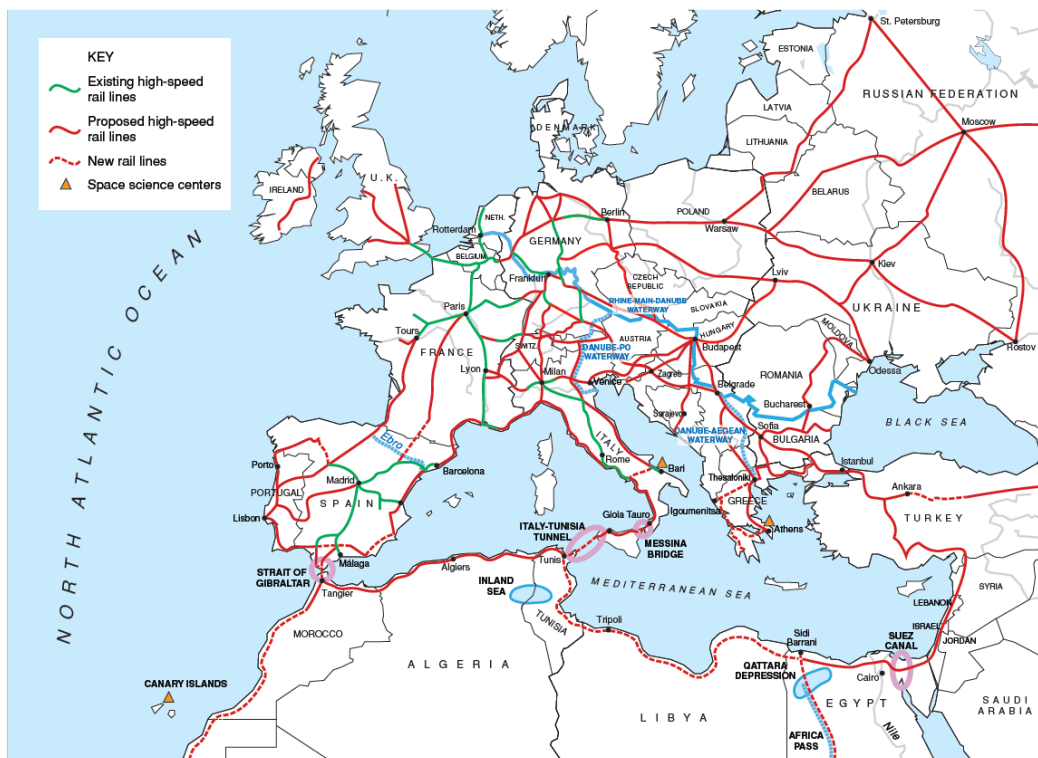 KEY
Existing high-speed
rail lines
Proposed high-speed
rail lines
New rail lines
Space science centers
St. Petersburg
ESTONIA
RUSSIAN FEDERATION
LATVIA
Moscow
DENMARK
LITHUANIA
IRELAND
U.K.
BELARUS
NETH.
Berlin
POLAND
Rotterdam
Warsaw
GERMANY
BELGIUM
Kiev
Frankfurt
CZECH
REPUBLIC
Lviv
RHINE-MAIN-DANUBE
WATERWAY
SLOVAKIA
Paris
UKRAINE
Tours
MOLDOVA
AUSTRIA
HUNGARY
SWITZ.
FRANCE
DANUBE-PO
WATERWAY
Budapest
Rostov
Lyon
Milan
Zagreb
ROMANIA
Odessa
Venice
Belgrade
Bucharest
Sarajevo
BLACK SEA
Ebro
ITALY
DANUBE-AEGEAN
WATERWAY
Sofia
BULGARIA
NORTH ATLANTIC OCEAN
Porto
Barcelona
Rome
Bari
Istanbul
Madrid
Thessaloniki
Ankara
PORTUGAL
SPAIN
GREECE
Lisbon
Gioia Tauro
Igoumenitsa
TURKEY
ITALY-TUNISIA
TUNNEL
Athens
MESSINA
BRIDGE
STRAIT OF
GIBRALTAR
Málaga
Algiers
Tunis
Tangier
INLAND
SEA
MEDITERRANEAN SEA
SYRIA
LEBANON
TUNISIA
Tripoli
ISRAEL
MOROCCO
Sidi
Barrani
SUEZ
CANAL
JORDAN
ALGERIA
QATTARA
DEPRESSION
Cairo
CANARY ISLANDS
EGYPT
SAUDI
ARABIA
LIBYA
Nile
AFRICA
PASS